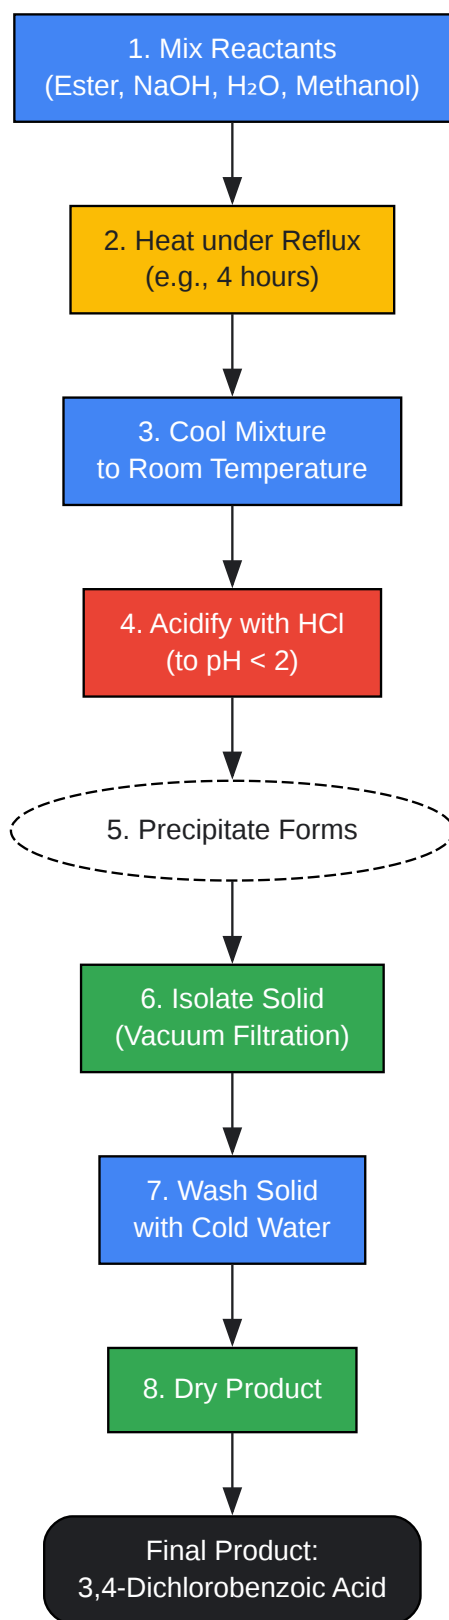 1. Mix Reactants
(Ester, NaOH, H₂O, Methanol)
2. Heat under Reflux
(e.g., 4 hours)
3. Cool Mixture
to Room Temperature
4. Acidify with HCl
(to pH < 2)
5. Precipitate Forms
6. Isolate Solid
(Vacuum Filtration)
7. Wash Solid
with Cold Water
8. Dry Product
Final Product:
3,4-Dichlorobenzoic Acid